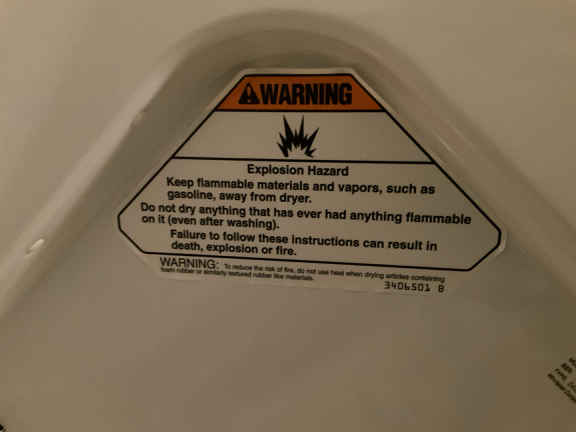 WARNING
Explosion Hazard
Keep flammable materials and vapors, such as
gasoline, away from dryer.
Do not dry anything that has ever had anything flammable
on it (even after washing).
Failure to follow these instructions can result in
death, explosion or fire.
WARNING: To reduce the risk of fire, do not use heat when drying articles containing
foam rubber or similarly textured rubber like materials.
3406501 B